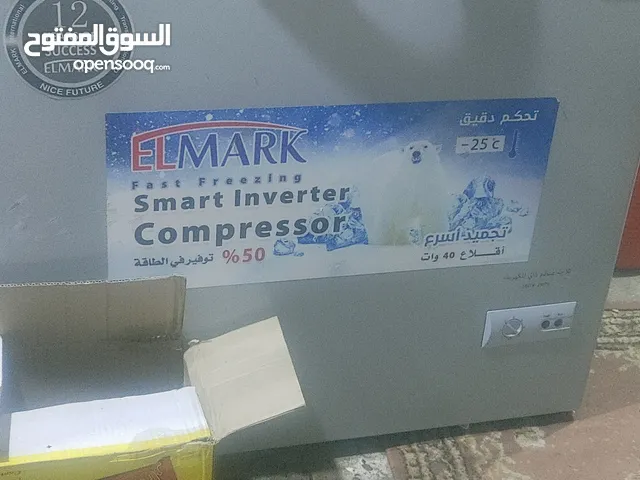 12
SUCCESS
ELMARK
NICE FUTURE
السوق المفتوح
opensooq.com
ELMARK
Fast Freezing
Smart Inverter
Compressor
50% توفير في الطاقة
تحكم دقيق
-25 c
تجميد أسرع
أقلاع 40 وات